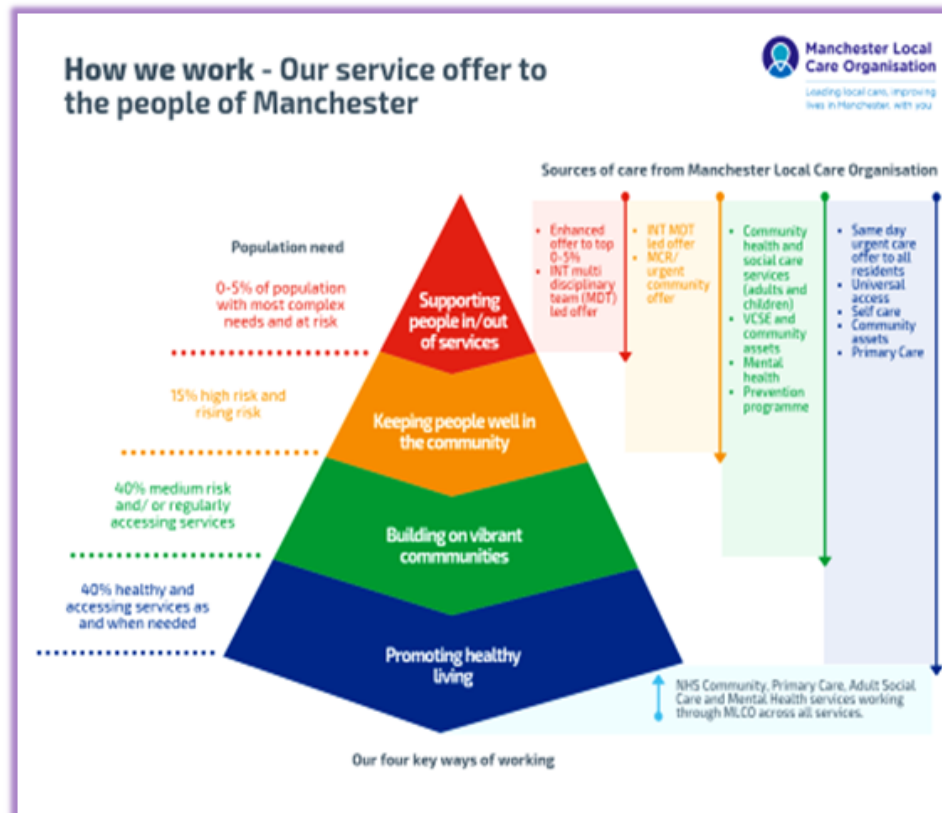 How we work - Our service offer to
the people of Manchester
Manchester Local
Care Organisation
Leading local care, improving
lives in Manchester, with you
Sources of care from Manchester Local Care Organisation
Population need
0-5% of population
with most complex
needs and at risk
15% high risk and
rising risk
40% medium risk
and/ or regularly
accessing services
40% healthy and
accessing services as
and when needed
Supporting
people in/out
of services
Keeping people well in
the community
Building on vibrant
commmunities
Promoting healthy
living
• Enhanced
offer to top
0-5%
• INT multi
disciplinary
team (MDT)
led offer
• INT MDT
led offer
• MCR/
urgent
community
offer
• Community
health and
social care
services
(adults and
children)
• VCSE and
community
assets
• Mental
health
• Prevention
programme
• Same day
urgent care
offer to all
residents
• Universal
access
• Self care
• Community
assets
• Primary Care
NHS Community, Primary Care, Adult Social
Care and Mental Health services working
through MLCO across all services.
Our four key ways of working